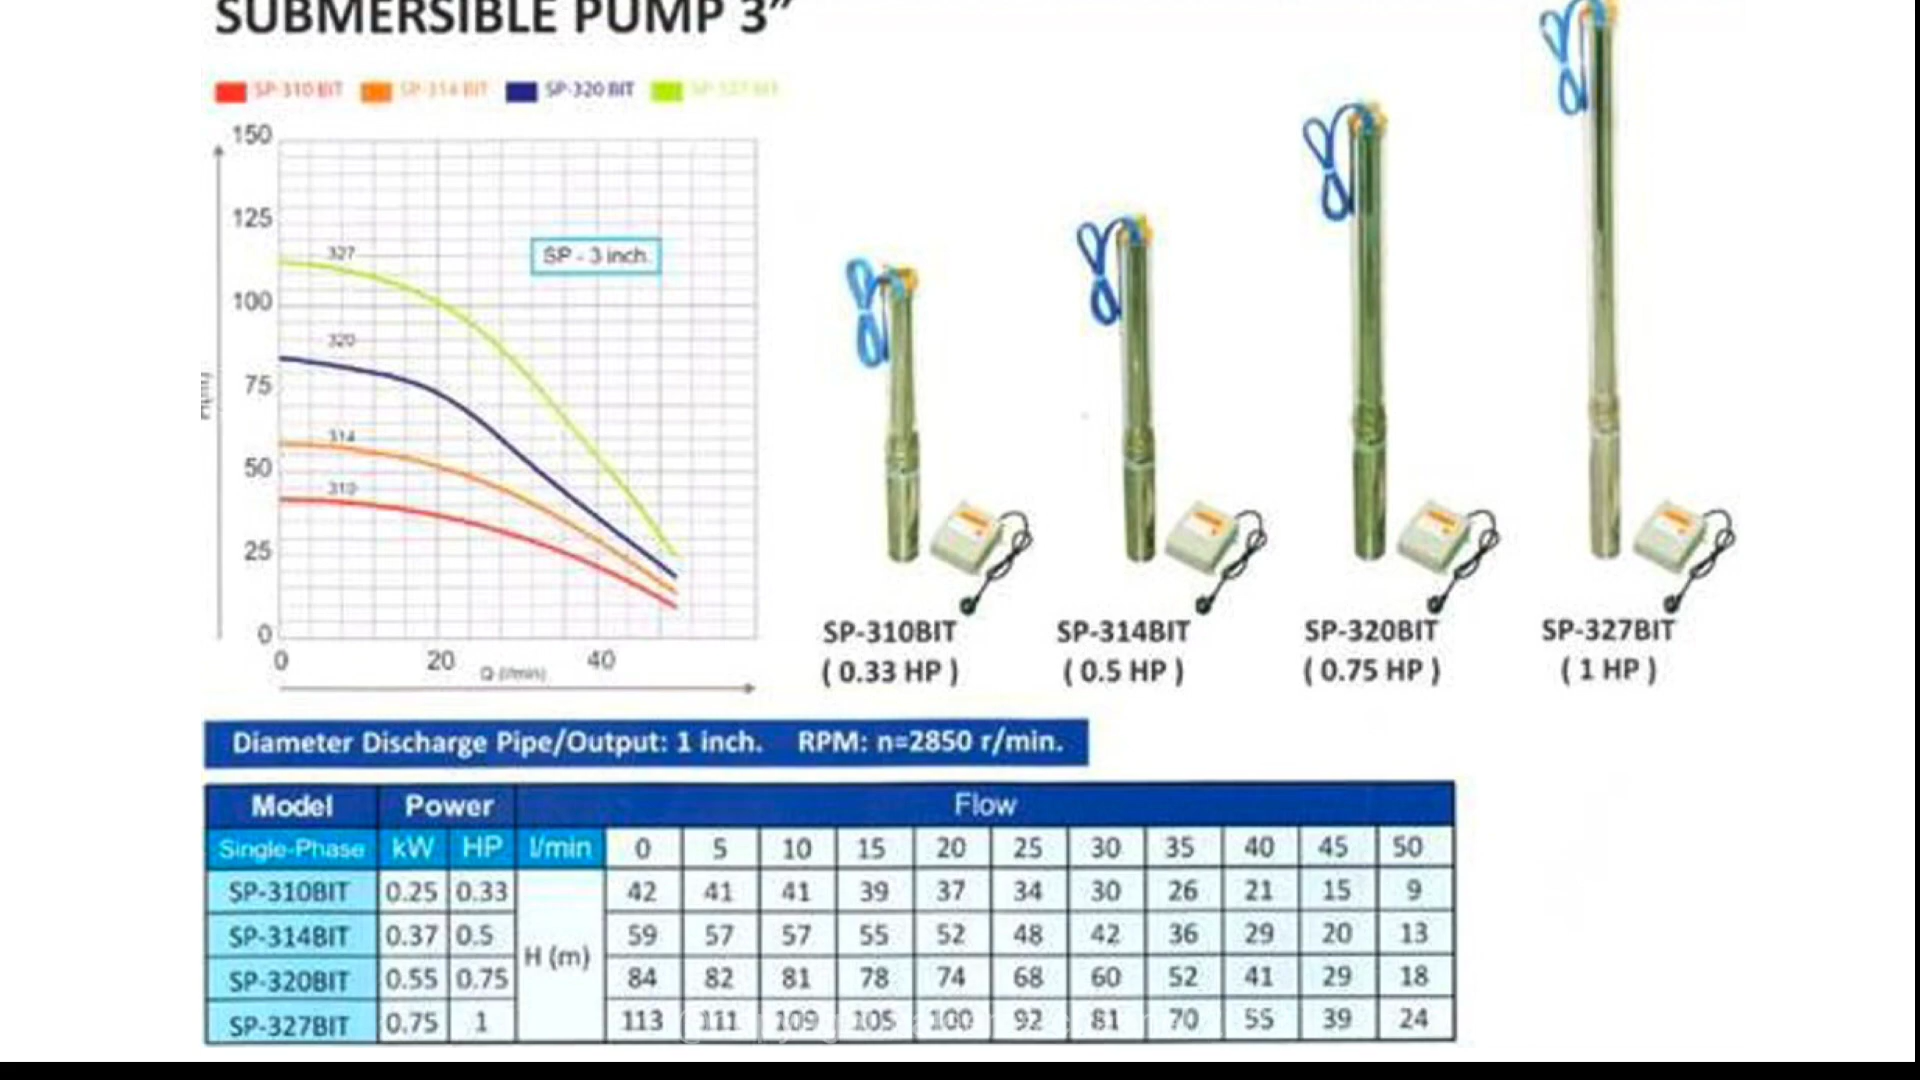 SUBMERSIBLE PUMP 3"
SP-310 BIT SP-314 BIT SP-320 BIT SP-327 BIT
150
125
100
75
50
25
0
H(m)
327
320
314
310
SP - 3 inch.
0 20 40
Q (l/min)
SP-310BIT
( 0.33 HP )
SP-314BIT
( 0.5 HP )
SP-320BIT
( 0.75 HP )
SP-327BIT
( 1 HP )
Diameter Discharge Pipe/Output: 1 inch. RPM: n=2850 r/min.
Model Power Flow
Single-Phase kW HP l/min 0 5 10 15 20 25 30 35 40 45 50
SP-310BIT 0.25 0.33 42 41 41 39 37 34 30 26 21 15 9
SP-314BIT 0.37 0.5 59 57 57 55 52 48 42 36 29 20 13
H (m)
SP-320BIT 0.55 0.75 84 82 81 78 74 68 60 52 41 29 18
SP-327BIT 0.75 1 113 111 109 105 100 92 81 70 55 39 24